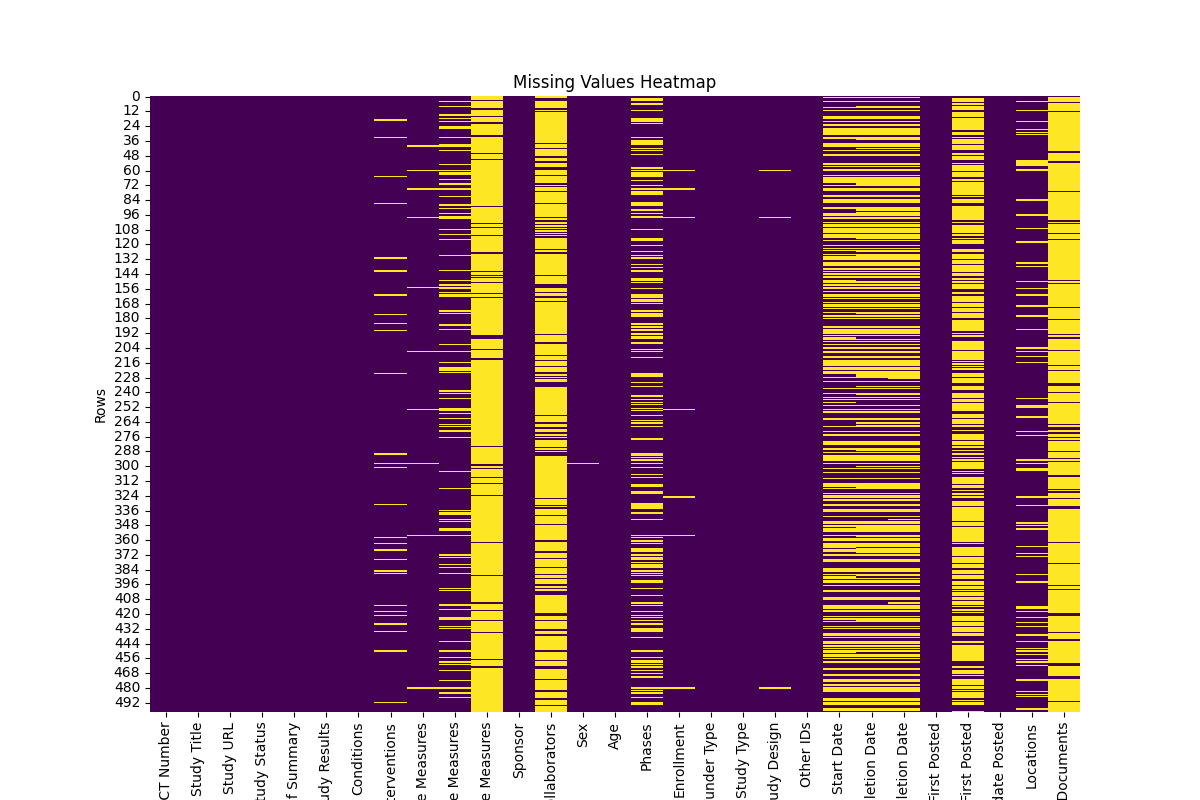 Missing Values Heatmap
Rows
0
12
24
36
48
60
72
84
96
108
120
132
144
156
168
180
192
204
216
228
240
252
264
276
288
300
312
324
336
348
360
372
384
396
408
420
432
444
456
468
480
492
CT Number
Study Title
Study URL
tudy Status
f Summary
udy Results
Conditions
terventions
e Measures
e Measures
e Measures
Sponsor
llaborators
Sex
Age
Phases
Enrollment
under Type
Study Type
udy Design
Other IDs
Start Date
letion Date
letion Date
First Posted
First Posted
date Posted
Locations
Documents